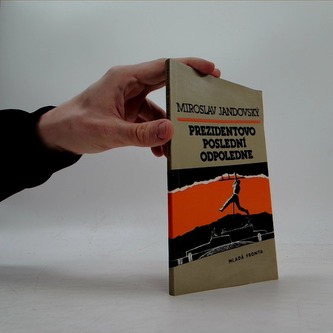 MIROSLAV JANDOVSKÝ
PREZIDENTOVO
POSLEDNÍ
ODPOLEDNE
MLADÁ FRONTA